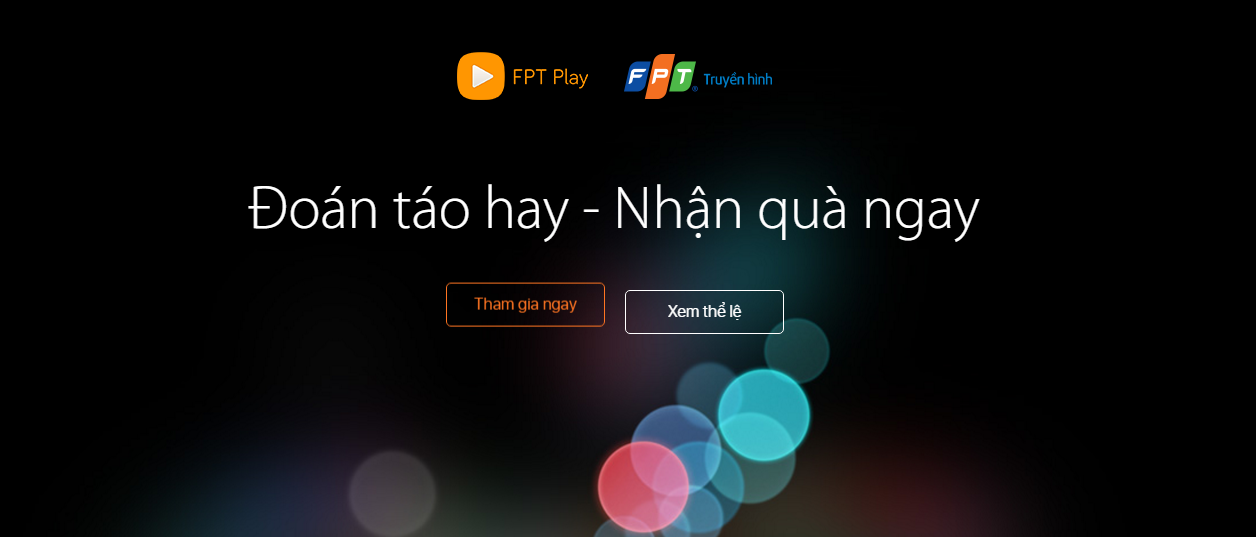 FPT Play
FPT® Truyền hình
Đoán táo hay - Nhận quà ngay
Tham gia ngay
Xem thể lệ